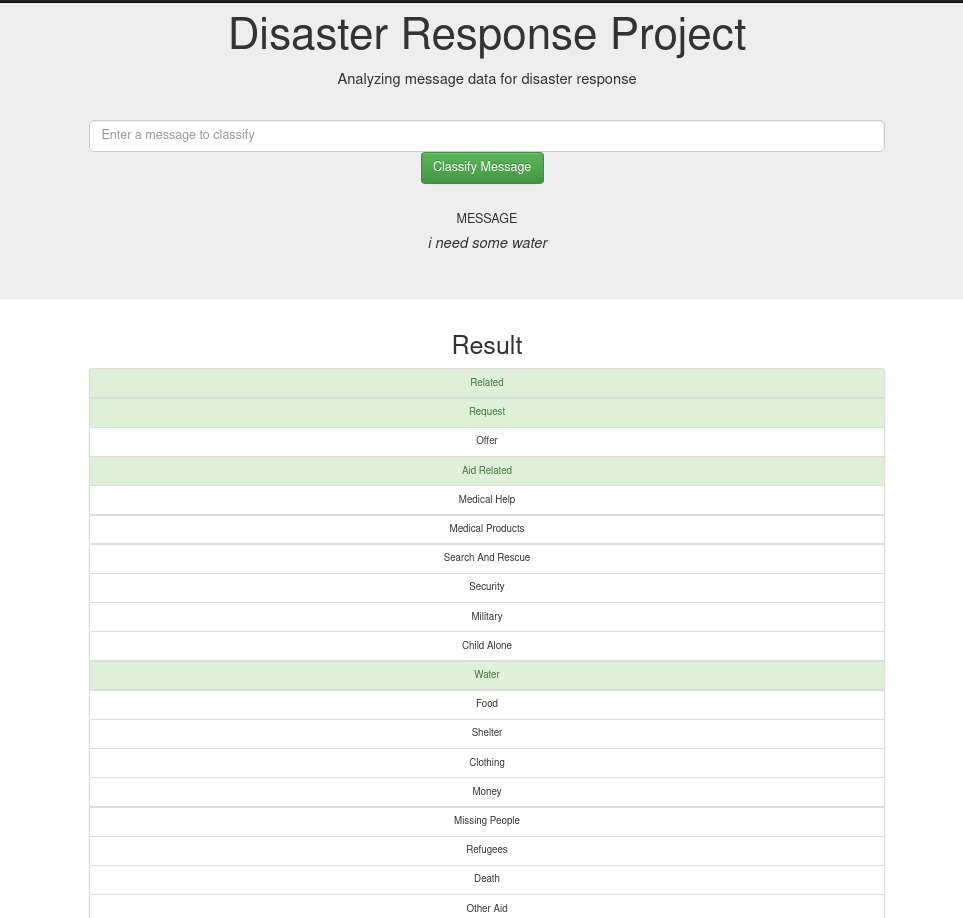 Disaster Response Project
Analyzing message data for disaster response
Enter a message to classify
Classify Message
MESSAGE
i need some water
Result
Related
Request
Offer
Aid Related
Medical Help
Medical Products
Search And Rescue
Security
Military
Child Alone
Water
Food
Shelter
Clothing
Money
Missing People
Refugees
Death
Other Aid